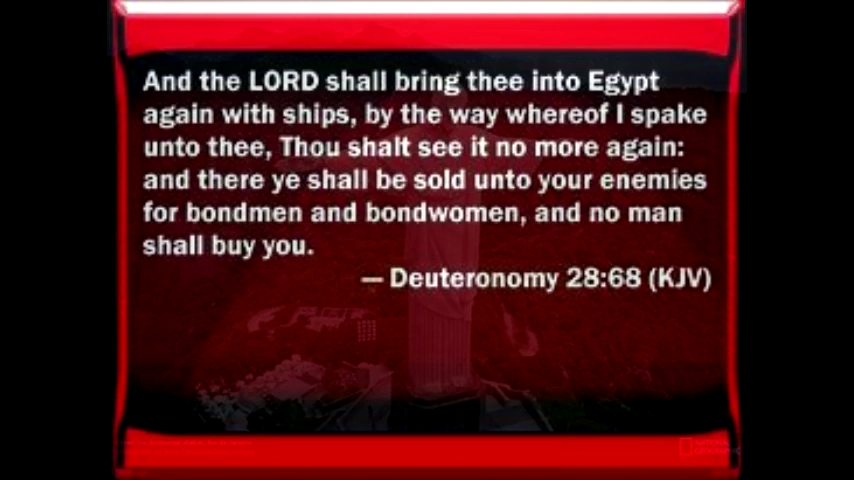 And the LORD shall bring thee into Egypt
again with ships, by the way whereof I spake
unto thee, Thou shalt see it no more again:
and there ye shall be sold unto your enemies
for bondmen and bondwomen, and no man
shall buy you.
— Deuteronomy 28:68 (KJV)
NATIONAL
GEOGRAPHIC